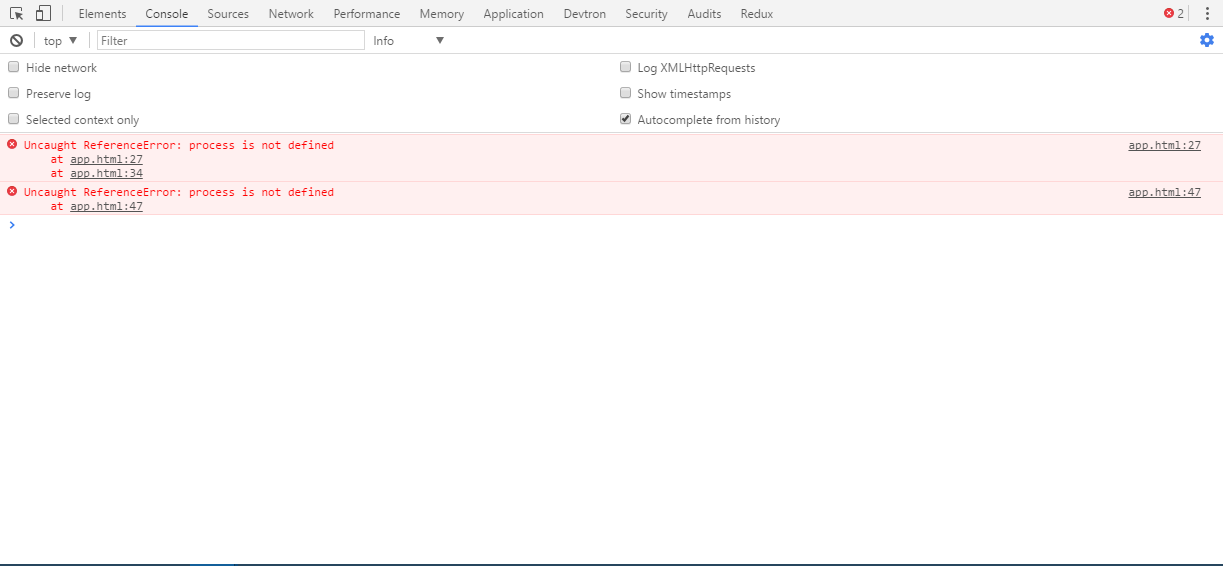 Elements Console Sources Network Performance Memory Application Devtron Security Audits Redux 2
top Filter Info
Hide network Log XMLHttpRequests
Preserve log Show timestamps
Selected context only Autocomplete from history
Uncaught ReferenceError: process is not defined app.html:27
at app.html:27
at app.html:34
Uncaught ReferenceError: process is not defined app.html:47
at app.html:47